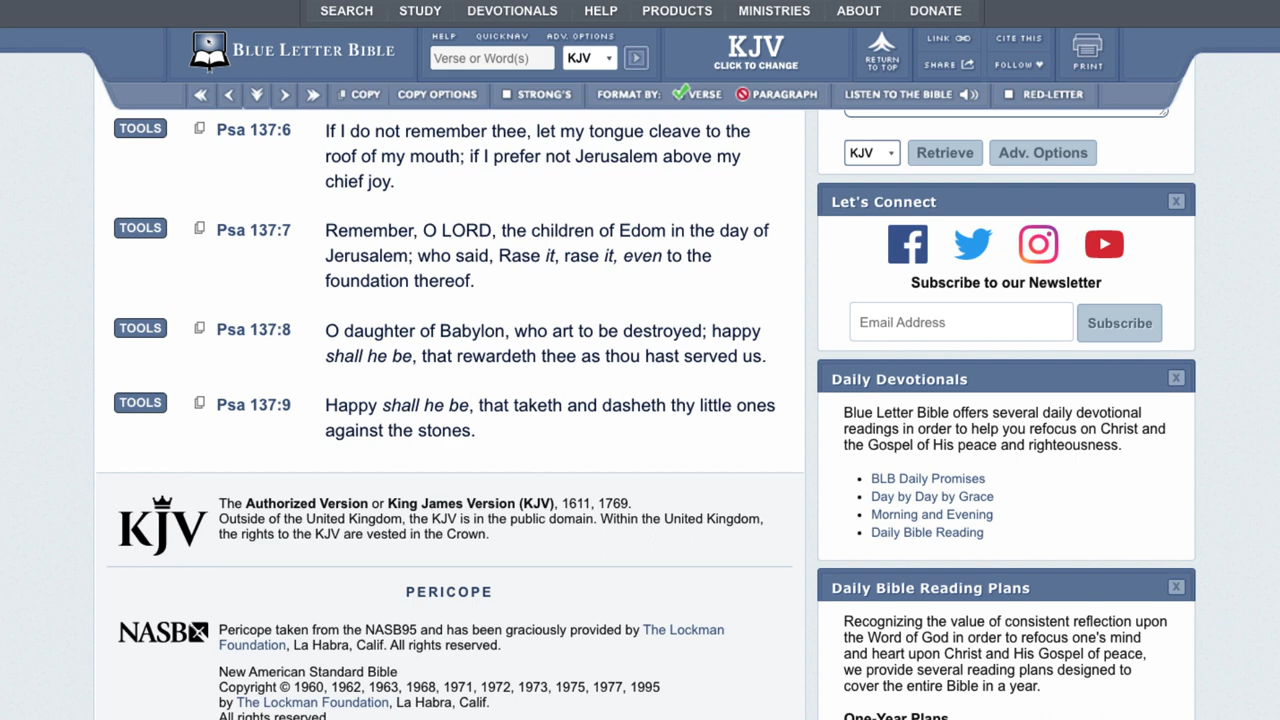 SEARCH STUDY DEVOTIONALS HELP PRODUCTS MINISTRIES ABOUT DONATE
BLUE LETTER BIBLE
HELP QUICKNAV ADV. OPTIONS
Verse or Word(s) KJV
KJV
CLICK TO CHANGE
RETURN
TO TOP
LINK CITE THIS
SHARE FOLLOW
PRINT
COPY COPY OPTIONS STRONG'S FORMAT BY: VERSE PARAGRAPH LISTEN TO THE BIBLE RED-LETTER
TOOLS Psa 137:6 If I do not remember thee, let my tongue cleave to the
roof of my mouth; if I prefer not Jerusalem above my
chief joy.
TOOLS Psa 137:7 Remember, O LORD, the children of Edom in the day of
Jerusalem; who said, Rase it, rase it, even to the
foundation thereof.
TOOLS Psa 137:8 O daughter of Babylon, who art to be destroyed; happy
shall he be, that rewardeth thee as thou hast served us.
TOOLS Psa 137:9 Happy shall he be, that taketh and dasheth thy little ones
against the stones.
KJV
The Authorized Version or King James Version (KJV), 1611, 1769.
Outside of the United Kingdom, the KJV is in the public domain. Within the United Kingdom,
the rights to the KJV are vested in the Crown.
PERICOPE
NASB
Pericope taken from the NASB95 and has been graciously provided by The Lockman
Foundation, La Habra, Calif. All rights reserved.
New American Standard Bible
Copyright © 1960, 1962, 1963, 1968, 1971, 1972, 1973, 1975, 1977, 1995
by The Lockman Foundation, La Habra, Calif.
All rights reserved
KJV Retrieve Adv. Options
Let's Connect X
Subscribe to our Newsletter
Email Address Subscribe
Daily Devotionals X
Blue Letter Bible offers several daily devotional
readings in order to help you refocus on Christ and
the Gospel of His peace and righteousness.
• BLB Daily Promises
• Day by Day by Grace
• Morning and Evening
• Daily Bible Reading
Daily Bible Reading Plans X
Recognizing the value of consistent reflection upon
the Word of God in order to refocus one's mind
and heart upon Christ and His Gospel of peace,
we provide several reading plans designed to
cover the entire Bible in a year.
One-Year Plans